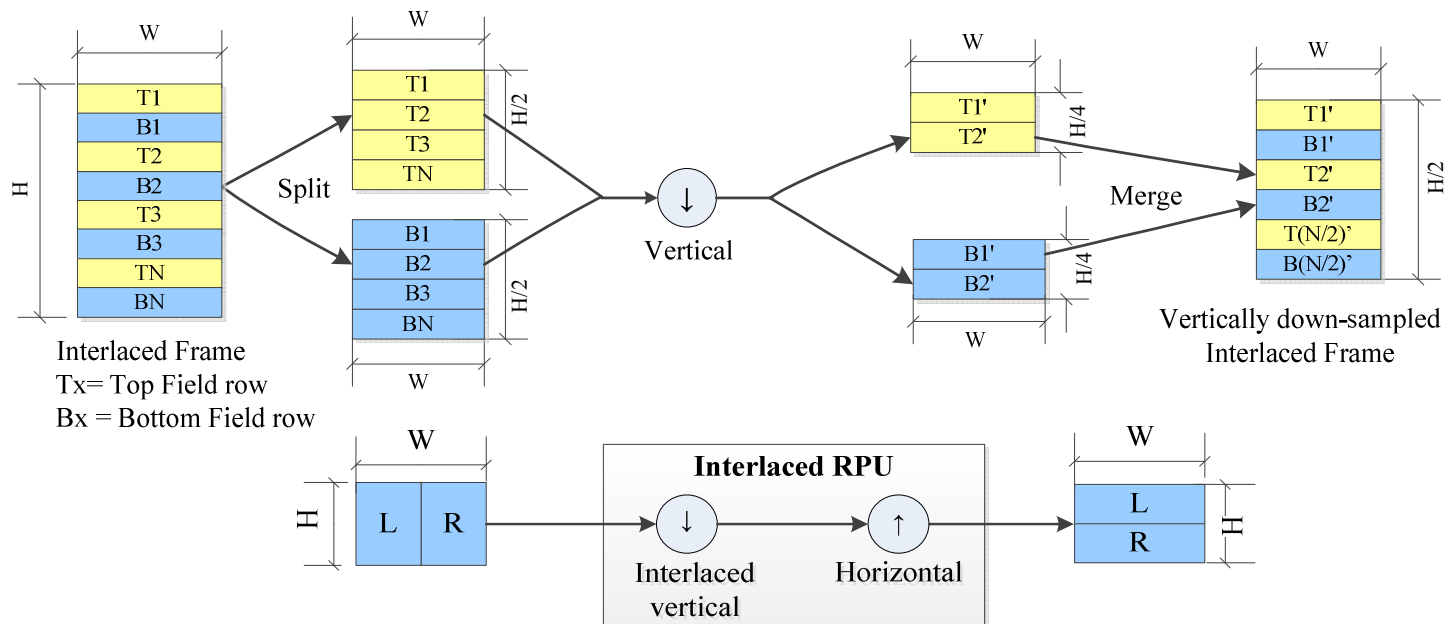 W
H
T1
B1
T2
B2
T3
B3
TN
BN
Interlaced Frame
Tx= Top Field row
Bx = Bottom Field row
Split
W
T1
T2
T3
TN
H/2
B1
B2
B3
BN
H/2
W
↓
Vertical
W
T1'
T2'
H/4
B1'
B2'
H/4
W
Merge
W
T1'
B1'
T2'
B2'
T(N/2)’
B(N/2)’
H/2
Vertically down-sampled
Interlaced Frame
W
H
L R
Interlaced RPU
↓
Interlaced
vertical
↑
Horizontal
W
L
R
H